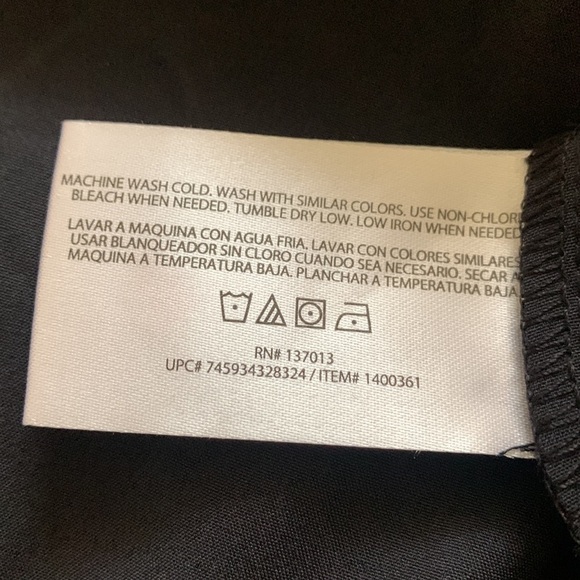 MACHINE WASH COLD. WASH WITH SIMILAR COLORS. USE NON-CHLOR
BLEACH WHEN NEEDED. TUMBLE DRY LOW. LOW IRON WHEN NEEDED
LAVAR A MAQUINA CON AGUA FRIA. LAVAR CON COLORES SIMILARES
USAR BLANQUEADOR SIN CLORO CUANDO SEA NECESARIO. SECAR A
MAQUINA A TEMPERATURA BAJA. PLANCHAR A TEMPERATURA BAJA
RN# 137013
UPC# 745934328324 / ITEM# 1400361